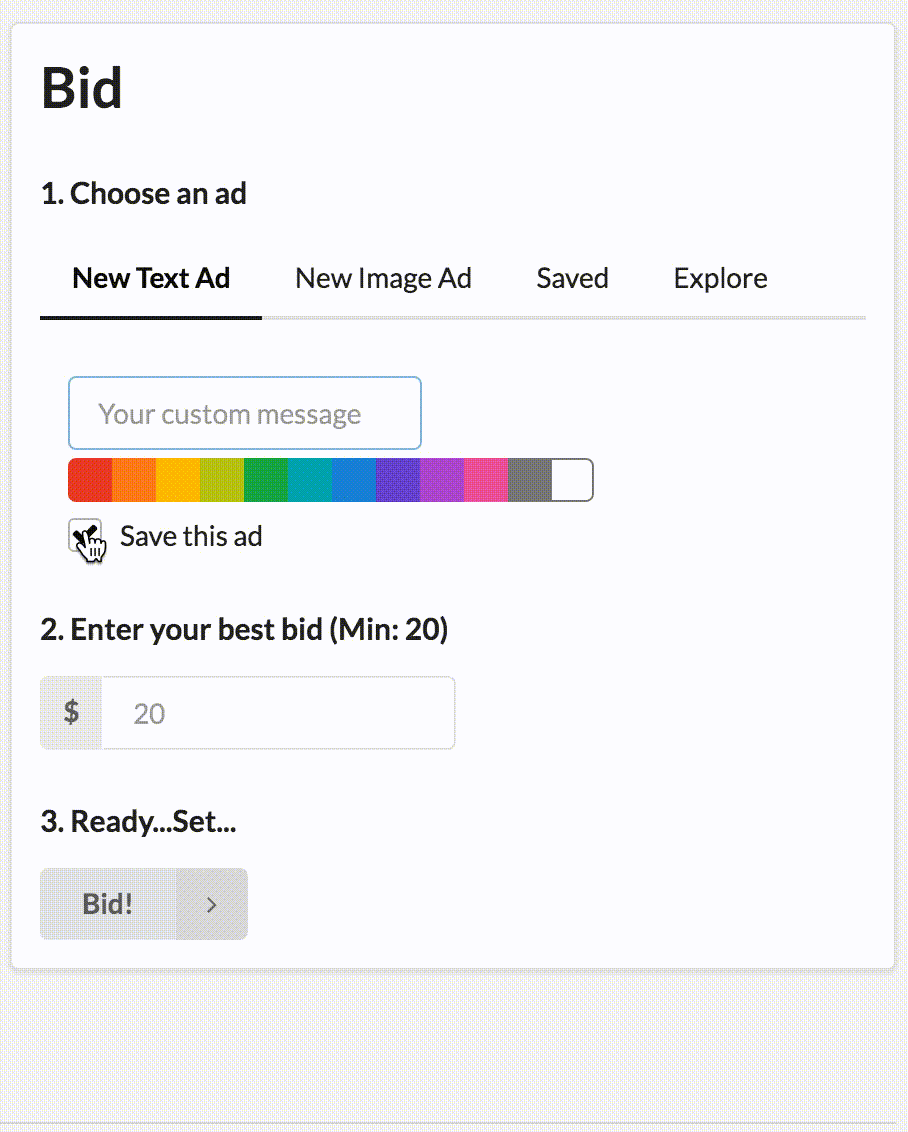 Bid
1. Choose an ad
New Text Ad New Image Ad Saved Explore
Your custom message
Save this ad
2. Enter your best bid (Min: 20)
$ 20
3. Ready...Set...
Bid!